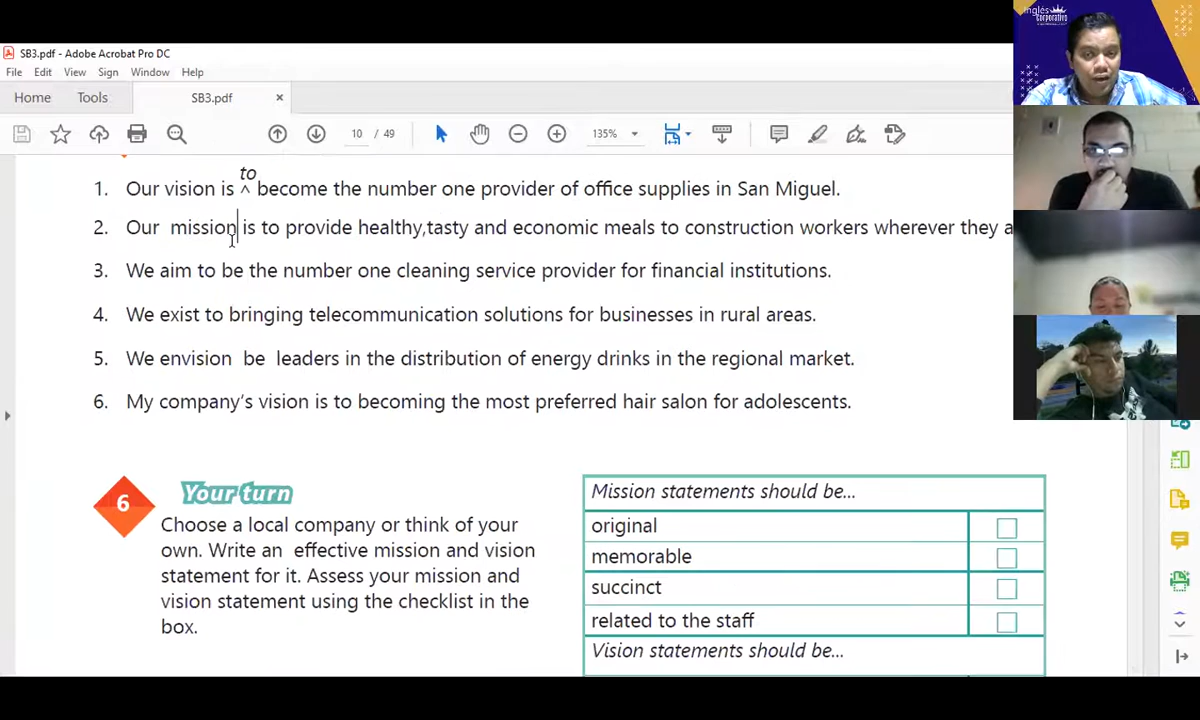 Inglés
corporativo
SB3.pdf - Adobe Acrobat Pro DC
File Edit View Sign Window Help
Home Tools SB3.pdf ×
10 / 49 135%
to
1. Our vision is ^ become the number one provider of office supplies in San Miguel.
2. Our mission is to provide healthy,tasty and economic meals to construction workers wherever they a
3. We aim to be the number one cleaning service provider for financial institutions.
4. We exist to bringing telecommunication solutions for businesses in rural areas.
5. We envision be leaders in the distribution of energy drinks in the regional market.
6. My company's vision is to becoming the most preferred hair salon for adolescents.
6 Your turn
Choose a local company or think of your
own. Write an effective mission and vision
statement for it. Assess your mission and
vision statement using the checklist in the
box.
Mission statements should be...
original
memorable
succinct
related to the staff
Vision statements should be...